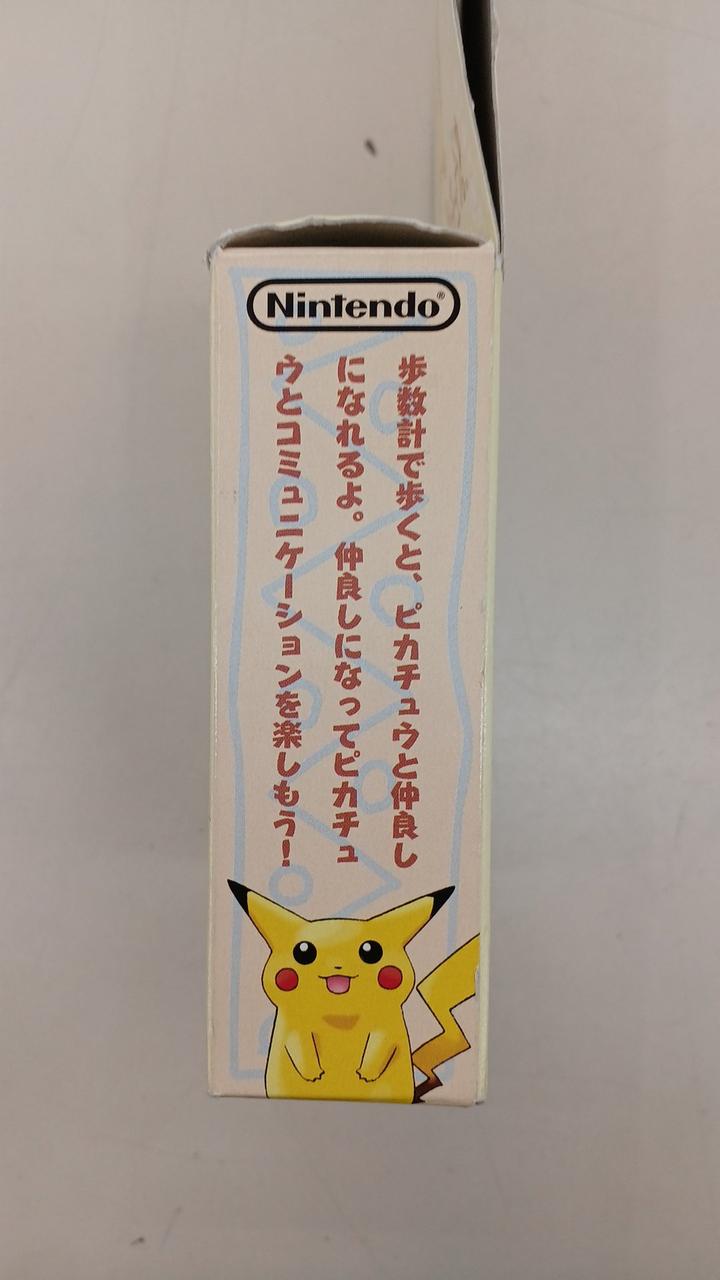 Nintendo®
歩数計で歩くと、ピカチュウと仲良し
になれるよ。仲良しになってピカチュ
ウとコミュニケーションを楽しもう!